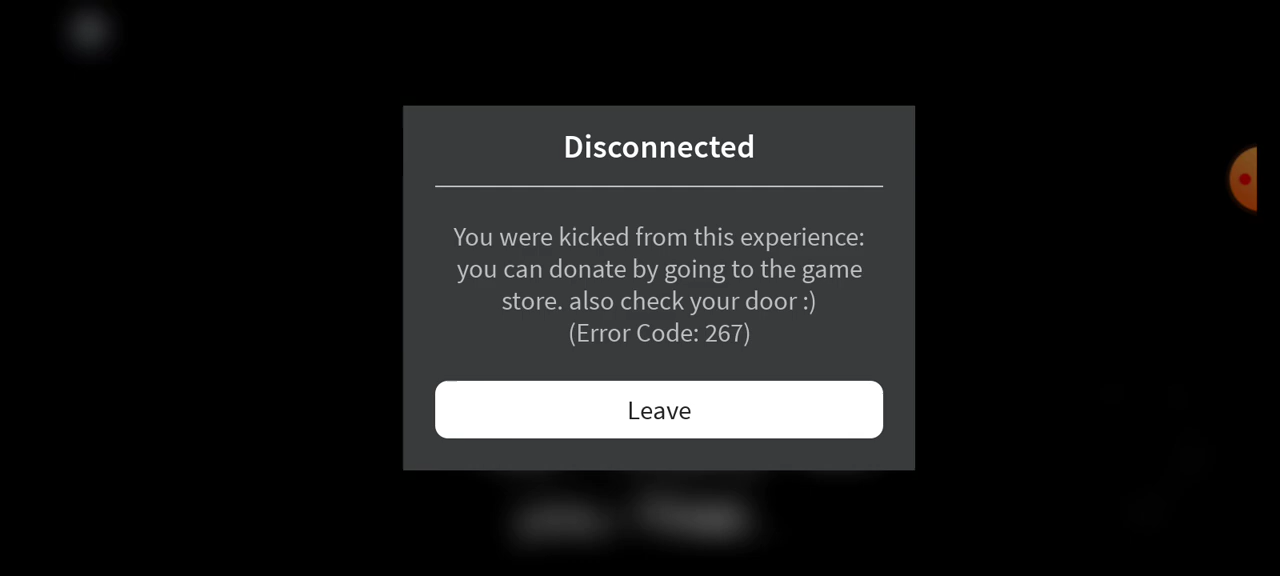 Disconnected
You were kicked from this experience:
you can donate by going to the game
store. also check your door :)
(Error Code: 267)
Leave